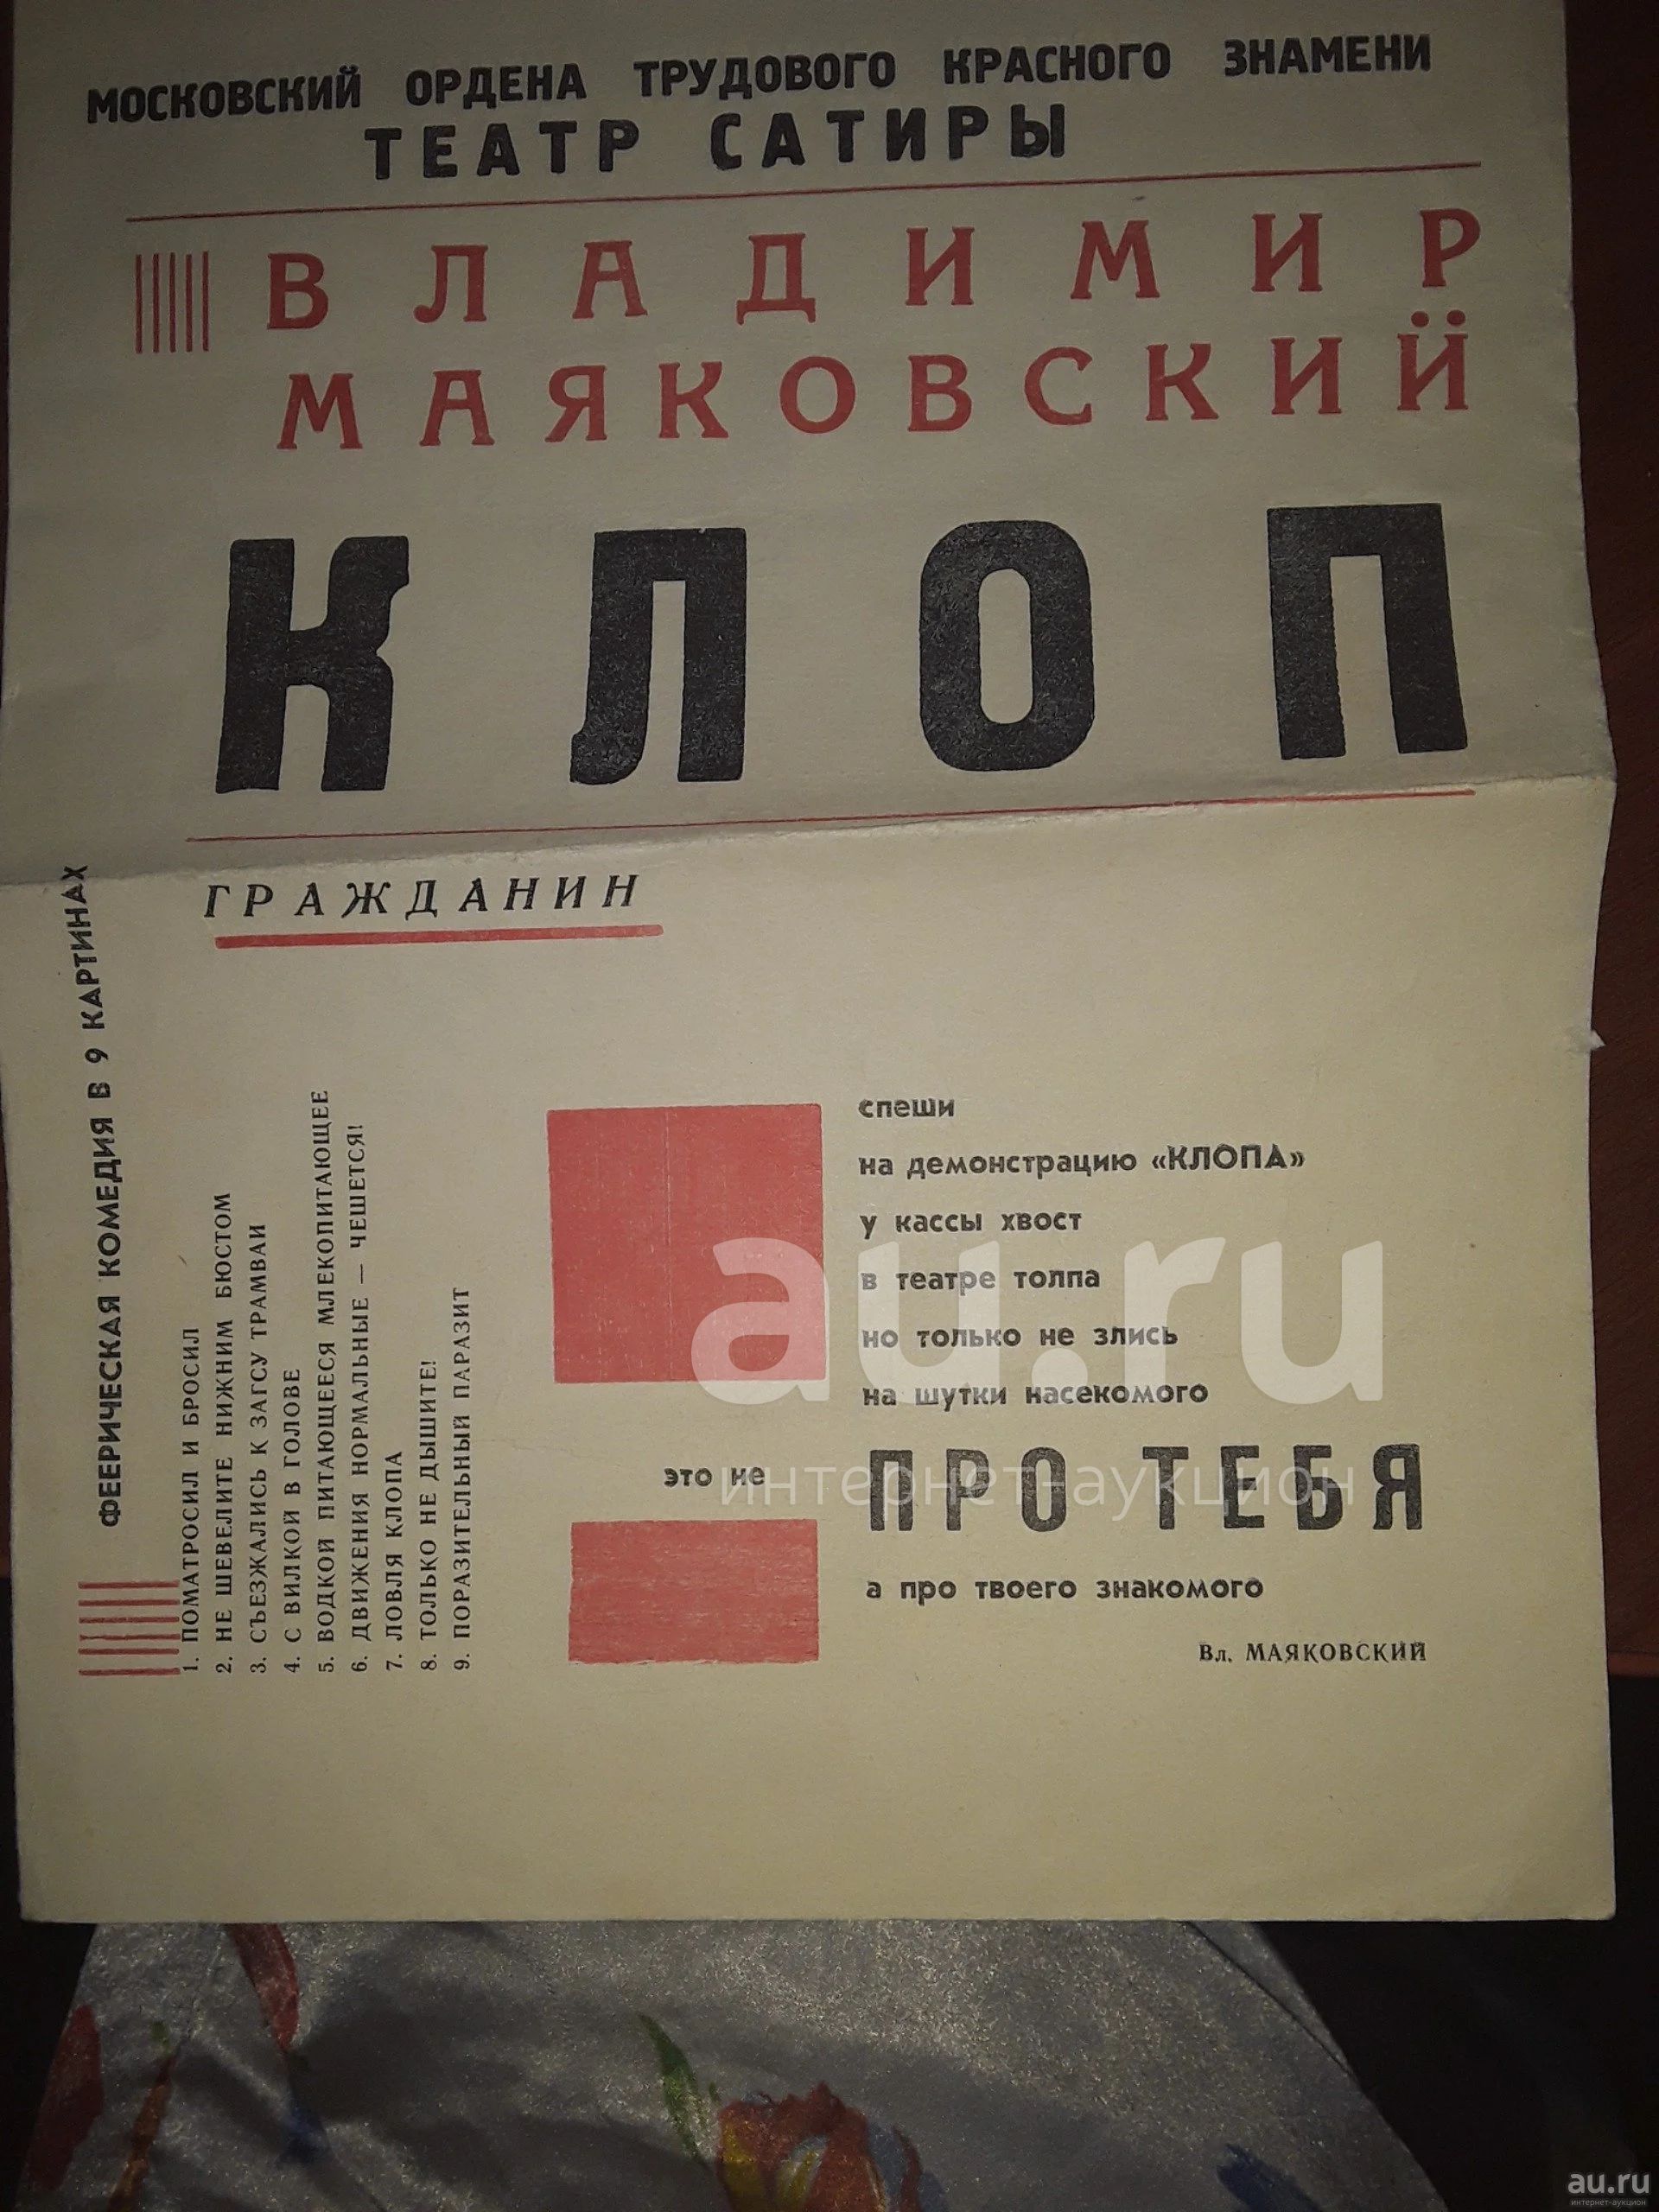 МОСКОВСКИЙ ОРДЕНА ТРУДОВОГО КРАСНОГО ЗНАМЕНИ
ТЕАТР САТИРЫ
ВЛАДИМИР
МАЯКОВСКИЙ
КЛОП
ГРАЖДАНИН
ФЕЕРИЧЕСКАЯ КОМЕДИЯ В 9 КАРТИНАХ
1. ПОМАТРОСИЛ И БРОСИЛ
2. НЕ ШЕВЕЛИТЕ НИЖНИМ БЮСТОМ
3. СЪЕЗЖАЛИСЬ К ЗАГСУ ТРАМВАИ
4. С ВИЛКОЙ В ГОЛОВЕ
5. ВОДКОЙ ПИТАЮЩЕЕСЯ МЛЕКОПИТАЮЩЕЕ
6. ДВИЖЕНИЯ НОРМАЛЬНЫЕ — ЧЕШЕТСЯ!
7. ЛОВЛЯ КЛОПА
8. ТОЛЬКО НЕ ДЫШИТЕ!
9. ПОРАЗИТЕЛЬНЫЙ ПАРАЗИТ
спеши
на демонстрацию «КЛОПА»
у кассы хвост
в театре толпа
но только не злись
на шутки насекомого
это не ПРО ТЕБЯ
а про твоего знакомого
Вл. МАЯКОВСКИЙ
au.ru
интернет-аукцион
au.ru
интернет-аукцион